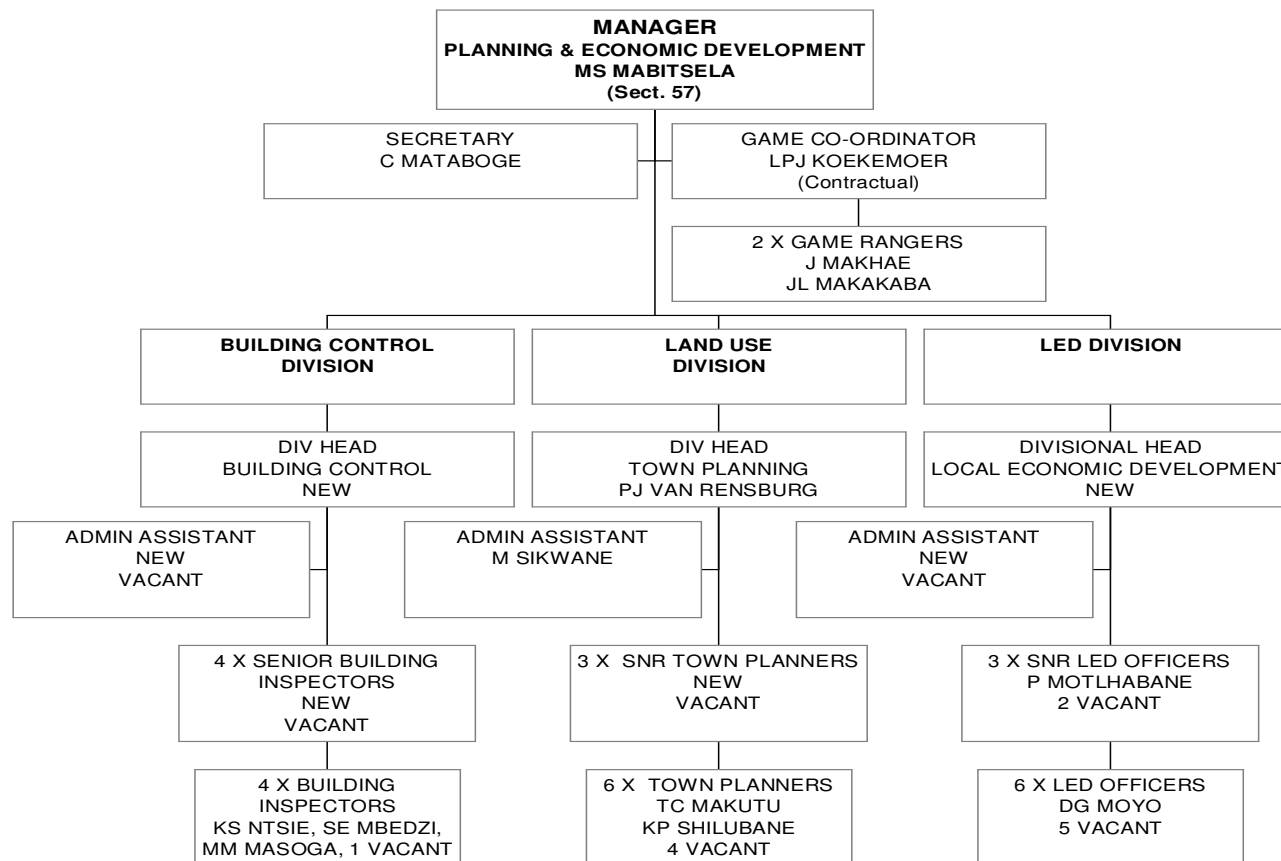 MANAGER
PLANNING & ECONOMIC DEVELOPMENT
MS MABITSELA
(Sect. 57)
SECRETARY
C MATABOGE
GAME CO-ORDINATOR
LPJ KOEKEMOER
(Contractual)
2 X GAME RANGERS
J MAKHAE
JL MAKAKABA
BUILDING CONTROL
DIVISION
LAND USE
DIVISION
LED DIVISION
DIV HEAD
BUILDING CONTROL
NEW
DIV HEAD
TOWN PLANNING
PJ VAN RENSBURG
DIVISIONAL HEAD
LOCAL ECONOMIC DEVELOPMENT
NEW
ADMIN ASSISTANT
NEW
VACANT
ADMIN ASSISTANT
M SIKWANE
ADMIN ASSISTANT
NEW
VACANT
4 X SENIOR BUILDING
INSPECTORS
NEW
VACANT
3 X SNR TOWN PLANNERS
NEW
VACANT
3 X SNR LED OFFICERS
P MOTLHABANE
2 VACANT
4 X BUILDING
INSPECTORS
KS NTSIE, SE MBEDZI,
MM MASOGA, 1 VACANT
6 X TOWN PLANNERS
TC MAKUTU
KP SHILUBANE
4 VACANT
6 X LED OFFICERS
DG MOYO
5 VACANT